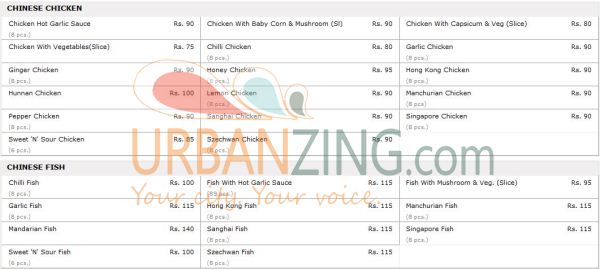 CHINESE CHICKEN
Chicken Hot Garlic Sauce Rs. 90 Chicken With Baby Corn & Mushroom (Sl) Rs. 90 Chicken With Capsicum & Veg (Slice) Rs. 80
(8 pcs.)
Chicken With Vegetables(Slice) Rs. 75 Chilli Chicken Rs. 80 Garlic Chicken Rs. 90
(8 pcs.) (8 pcs.)
Ginger Chicken Rs. 90 Honey Chicken Rs. 95 Hong Kong Chicken Rs. 90
(8 pcs.) (8 pcs.) (8 pcs.)
Hunnan Chicken Rs. 100 Lemon Chicken Rs. 90 Manchurian Chicken Rs. 90
(8 pcs.) (8 pcs.)
Pepper Chicken Rs. 90 Sanghai Chicken Rs. 90 Singapore Chicken Rs. 90
(8 pcs.) (8 pcs.) (8 pcs.)
Sweet 'N' Sour Chicken Rs. 85 Szechwan Chicken Rs. 90
(6 pcs.) (8 pcs.)
URBANZING.com
Your city. Your voice.
CHINESE FISH
Chilli Fish Rs. 100 Fish With Hot Garlic Sauce Rs. 115 Fish With Mushroom & Veg. (Slice) Rs. 95
(8 pcs.)
Garlic Fish Rs. 115 Hong Kong Fish Rs. 115 Manchurian Fish Rs. 115
(8 pcs.) (8 pcs.) (8 pcs.)
Mandarian Fish Rs. 140 Sanghai Fish Rs. 115 Singapore Fish Rs. 115
(8 pcs.) (8 pcs.)
Sweet 'N' Sour Fish Rs. 100 Szechwan Fish Rs. 115
(6 pcs.) (8 pcs.)